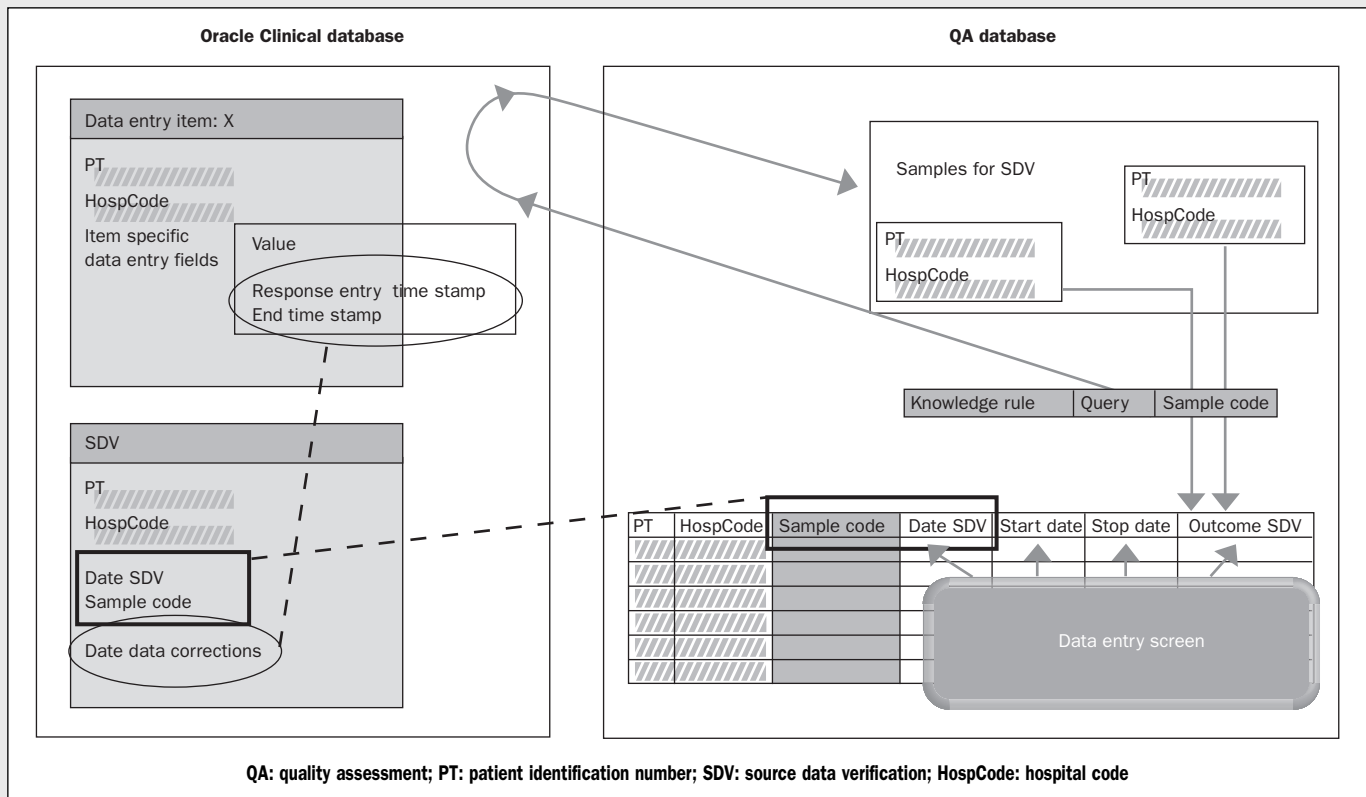 Oracle Clinical database
QA database
Data entry item: X
PT
HospCode
Item specific
data entry fields
Value
Response entry time stamp
End time stamp
SDV
PT
HospCode
Date SDV
Sample code
Date data corrections
Samples for SDV
PT
HospCode
PT
HospCode
Knowledge rule Query Sample code
PT HospCode Sample code Date SDV Start date Stop date Outcome SDV
Data entry screen
QA: quality assessment; PT: patient identification number; SDV: source data verification; HospCode: hospital code